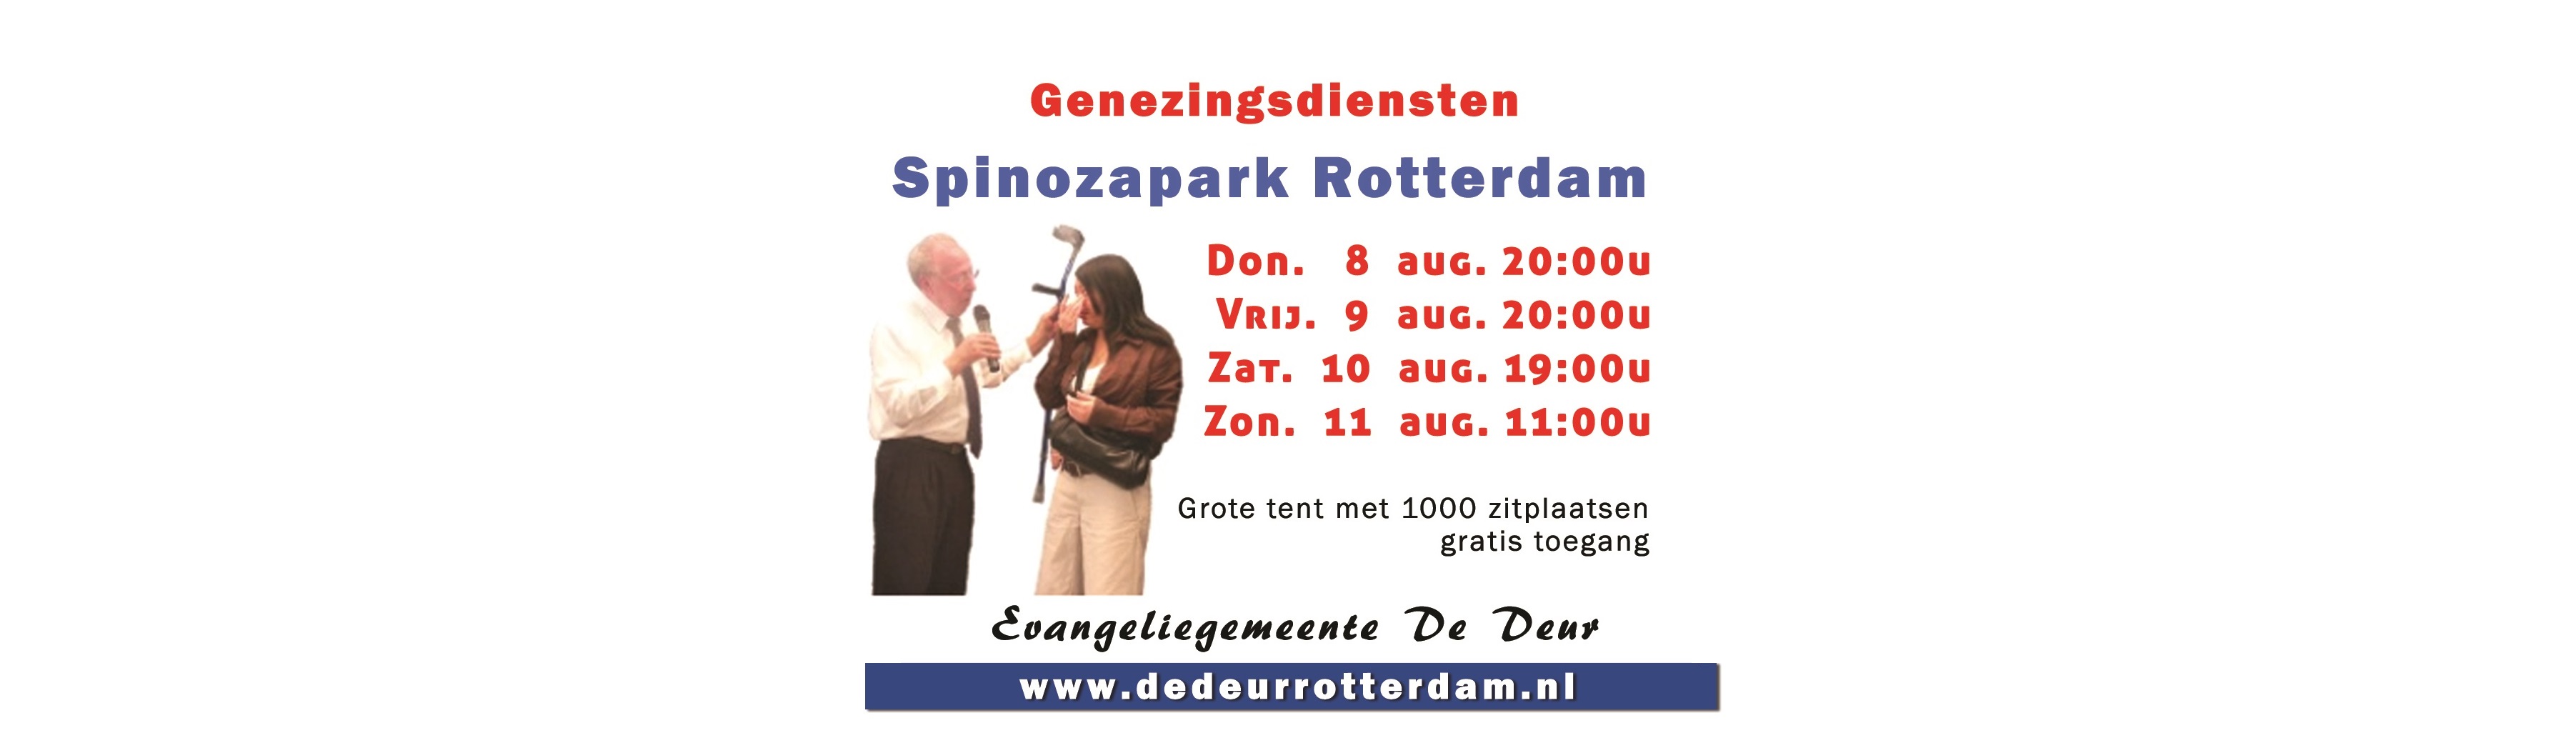 Genezingsdiensten
Spinozapark Rotterdam
Don. 8 aug. 20:00u
Vrij. 9 aug. 20:00u
Zat. 10 aug. 19:00u
Zon. 11 aug. 11:00u
Grote tent met 1000 zitplaatsen
gratis toegang
Evangeliegemeente De Deur
www.dedeurrotterdam.nl